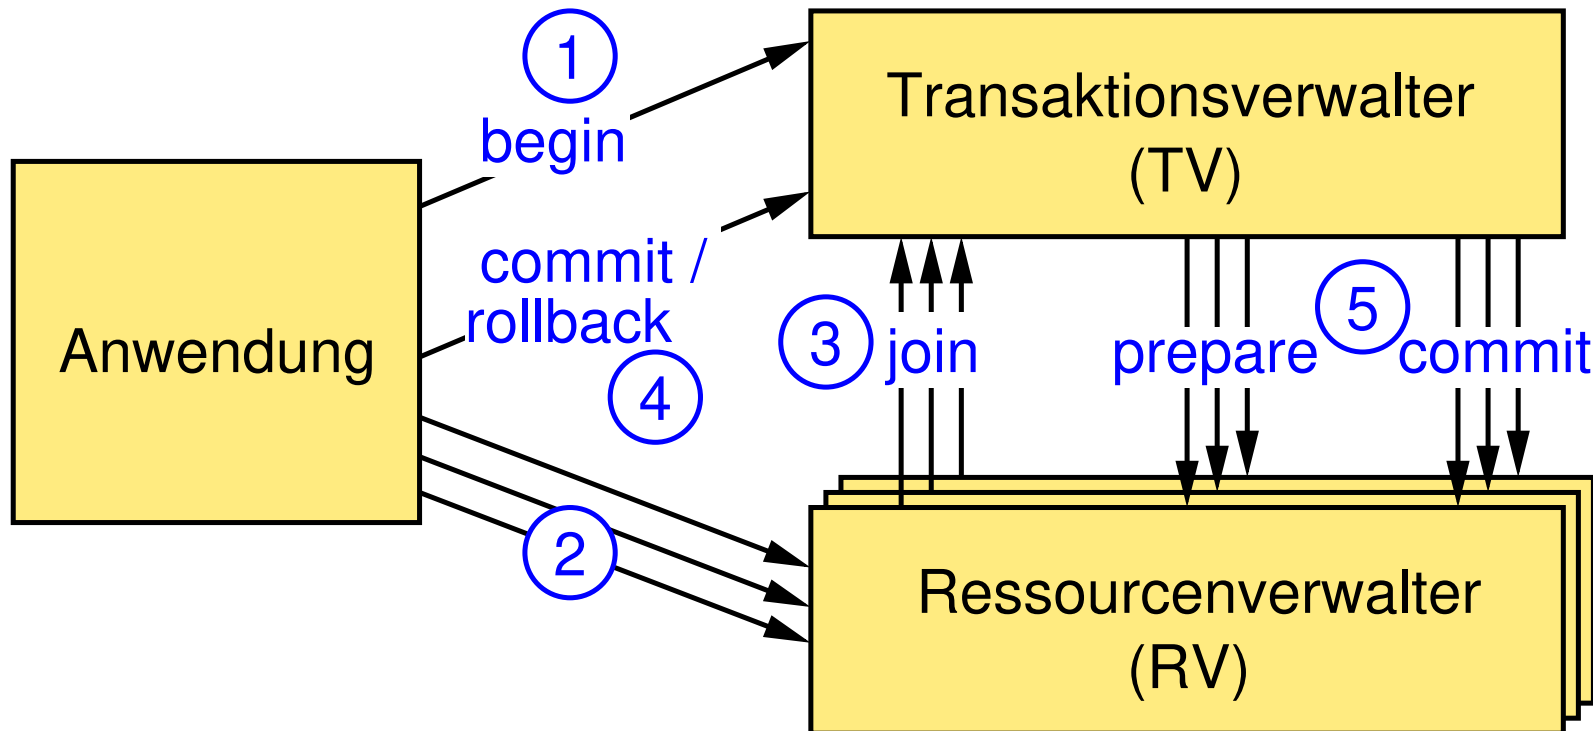 1
begin
Transaktionsverwalter
(TV)
commit /
rollback
4
Anwendung
3
join
prepare
5
commit
2
Ressourcenverwalter
(RV)